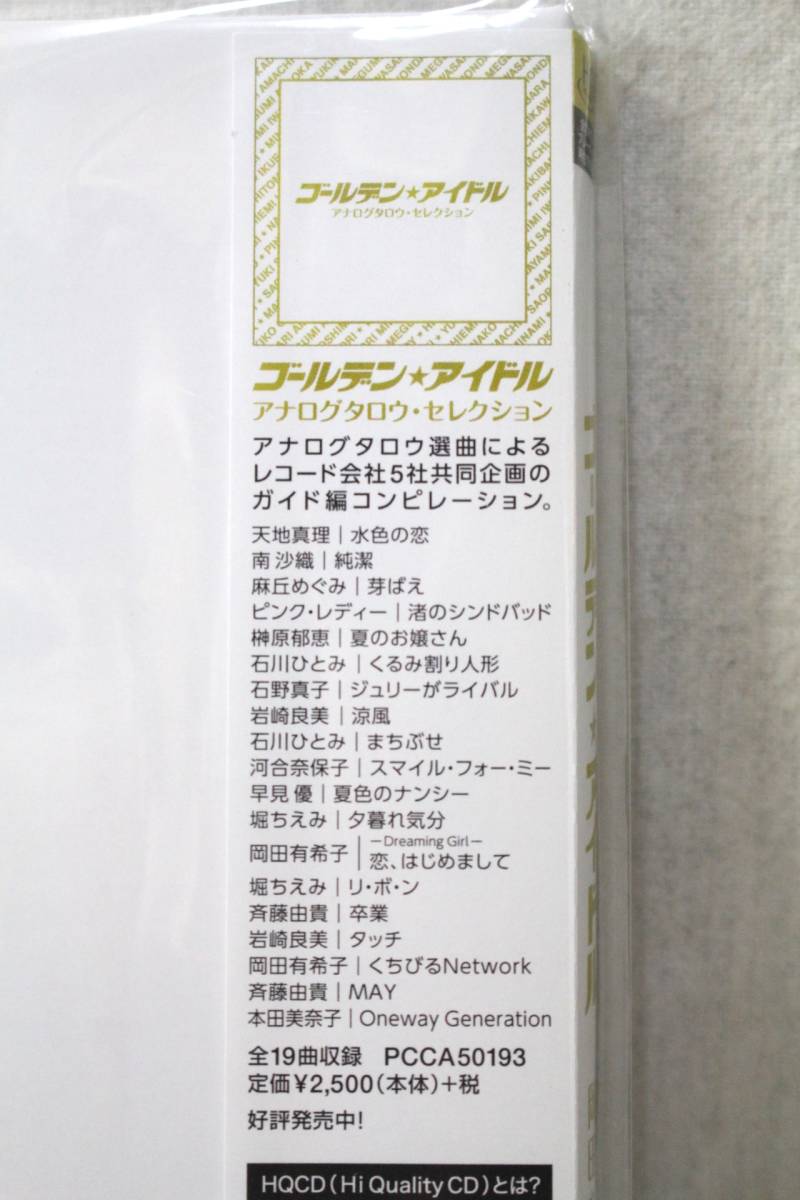 ゴールデン★アイドル
アナログタロウ・セレクション
ゴールデン★アイドル
アナログタロウ・セレクション
アナログタロウ選曲による
レコード会社5社共同企画の
ガイド編コンピレーション。
天地真理|水色の恋
南 沙織|純潔
麻丘めぐみ|芽ばえ
ピンク・レディー|渚のシンドバッド
榊原郁恵|夏のお嬢さん
石川ひとみ|くるみ割り人形
石野真子|ジュリーがライバル
岩崎良美|涼風
石川ひとみ|まちぶせ
河合奈保子|スマイル・フォー・ミー
早見 優|夏色のナンシー
堀ちえみ|夕暮れ気分
岡田有希子|−Dreaming Girl−
恋、はじめまして
堀ちえみ|リ・ボ・ン
斉藤由貴|卒業
岩崎良美|タッチ
岡田有希子|くちびるNetwork
斉藤由貴|MAY
本田美奈子|Oneway Generation
全19曲収録 PCCA50193
定価¥2,500(本体)+税
好評発売中!
HQCD(Hi Quality CD)とは?